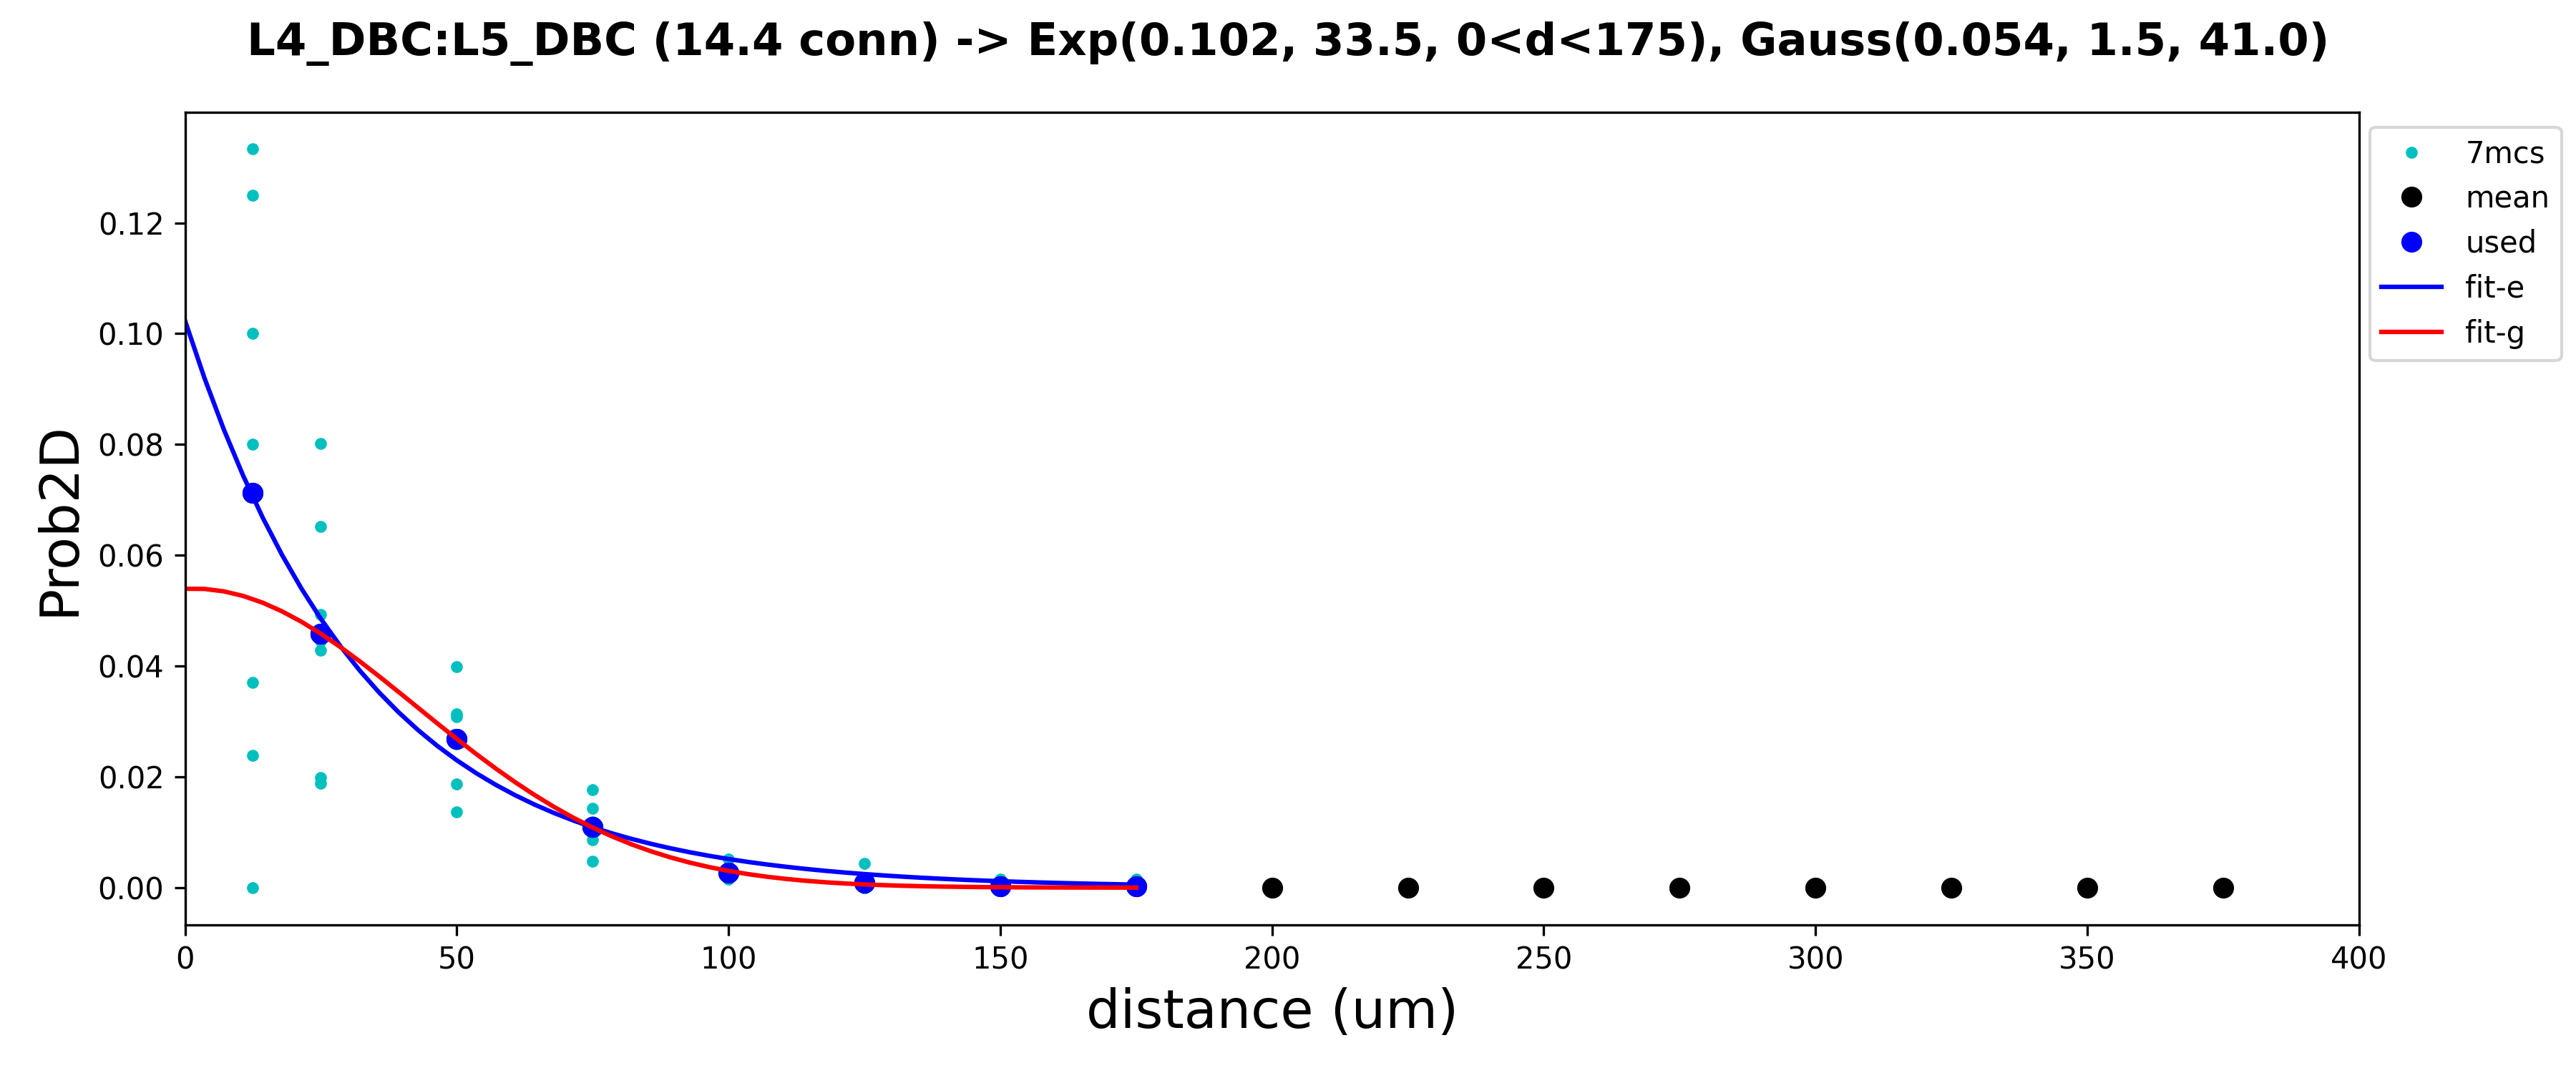 L4_DBC:L5_DBC (14.4 conn) -> Exp(0.102, 33.5, 0<d<175), Gauss(0.054, 1.5, 41.0)
7mcs
mean
used
fit-e
fit-g
Prob2D
0.12
0.10
0.08
0.06
0.04
0.02
0.00
0 50 100 150 200 250 300 350 400
distance (um)